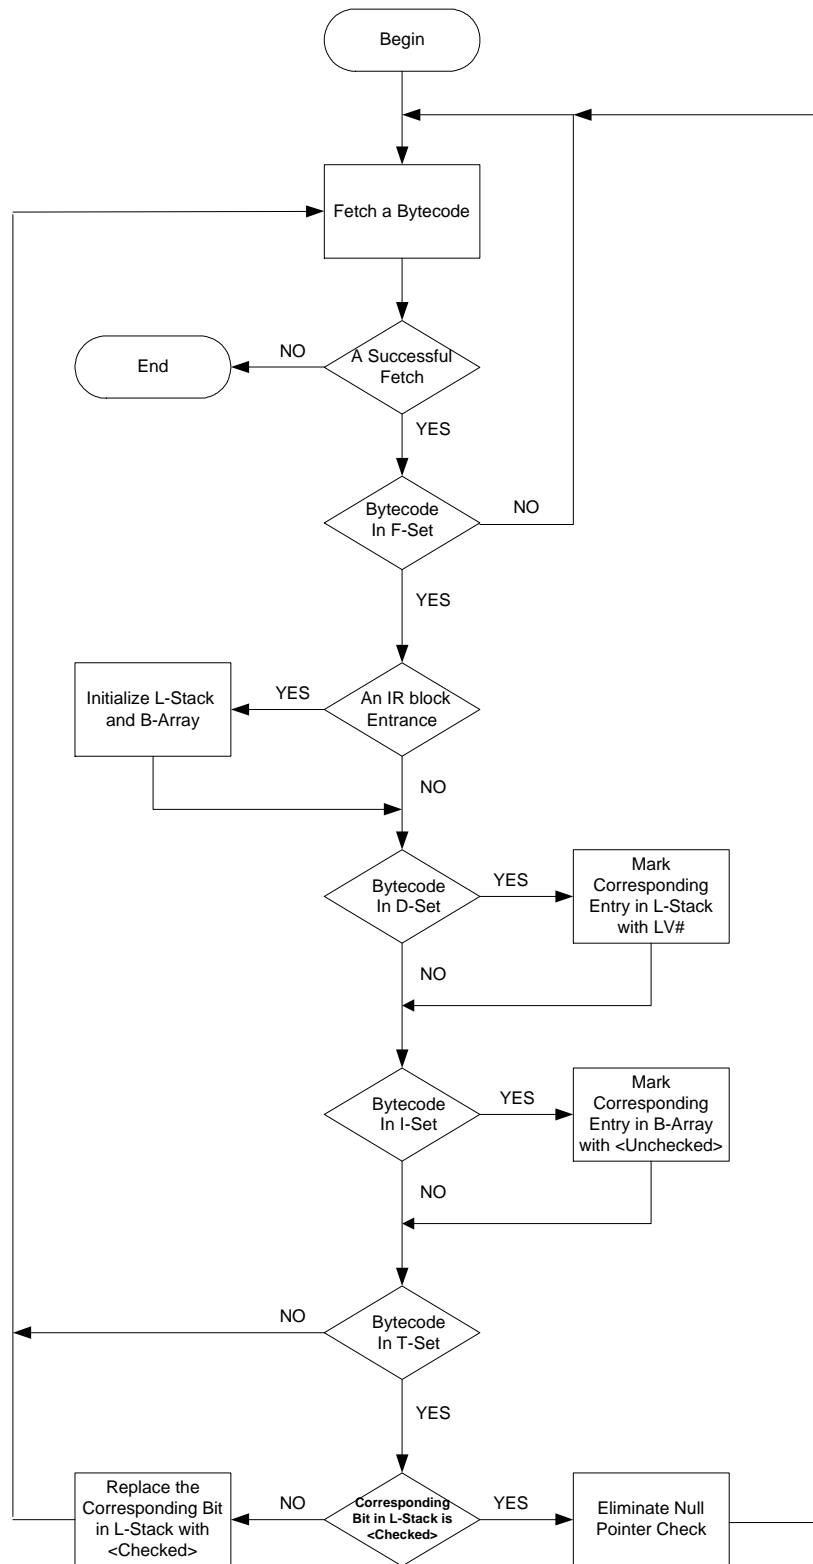 Begin
Fetch a Bytecode
A Successful
Fetch
NO
End
YES
Bytecode
In F-Set
NO
YES
An IR block
Entrance
YES
Initialize L-Stack
and B-Array
NO
Bytecode
In D-Set
YES
Mark
Corresponding
Entry in L-Stack
with LV#
NO
Bytecode
In I-Set
YES
Mark
Corresponding
Entry in B-Array
with <Unchecked>
NO
Bytecode
In T-Set
NO
YES
Corresponding
Bit in L-Stack is
<Checked>
NO
Replace the
Corresponding Bit
in L-Stack with
<Checked>
YES
Eliminate Null
Pointer Check